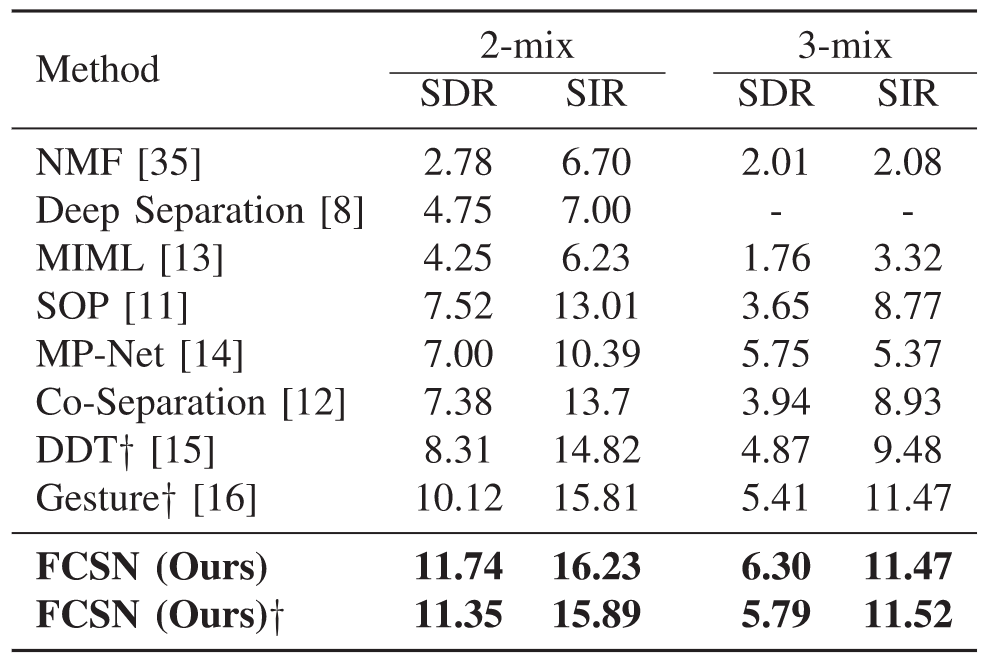 Method 2-mix 3-mix
SDR SIR SDR SIR
NMF [35] 2.78 6.70 2.01 2.08
Deep Separation [8] 4.75 7.00 - -
MIML [13] 4.25 6.23 1.76 3.32
SOP [11] 7.52 13.01 3.65 8.77
MP-Net [14] 7.00 10.39 5.75 5.37
Co-Separation [12] 7.38 13.7 3.94 8.93
DDT† [15] 8.31 14.82 4.87 9.48
Gesture† [16] 10.12 15.81 5.41 11.47
FCSN (Ours) 11.74 16.23 6.30 11.47
FCSN (Ours)† 11.35 15.89 5.79 11.52